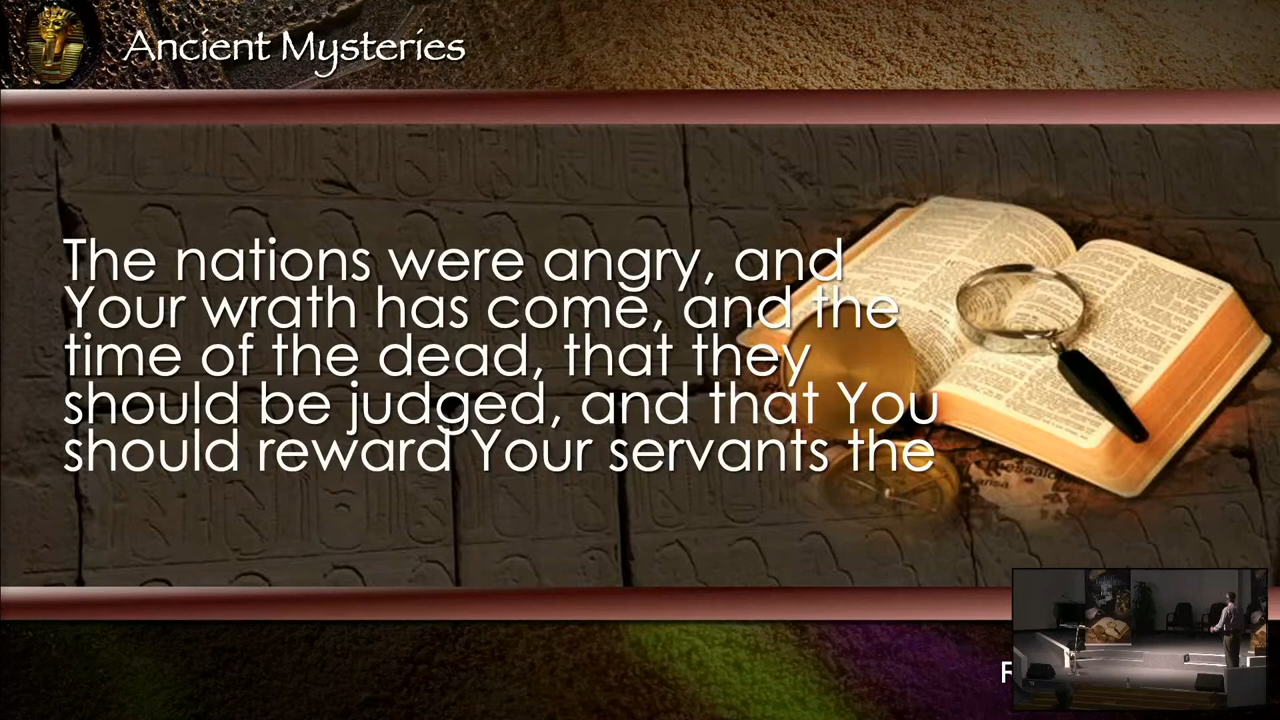 Ancient Mysteries
The nations were angry, and
Your wrath has come, and the
time of the dead, that they
should be judged, and that You
should reward Your servants the